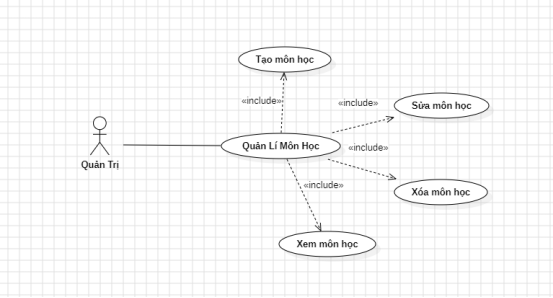 Tạo môn học
«include»
«include»
Sửa môn học
Quản Trị
Quản Lí Môn Học
«include»
«include»
Xóa môn học
Xem môn học